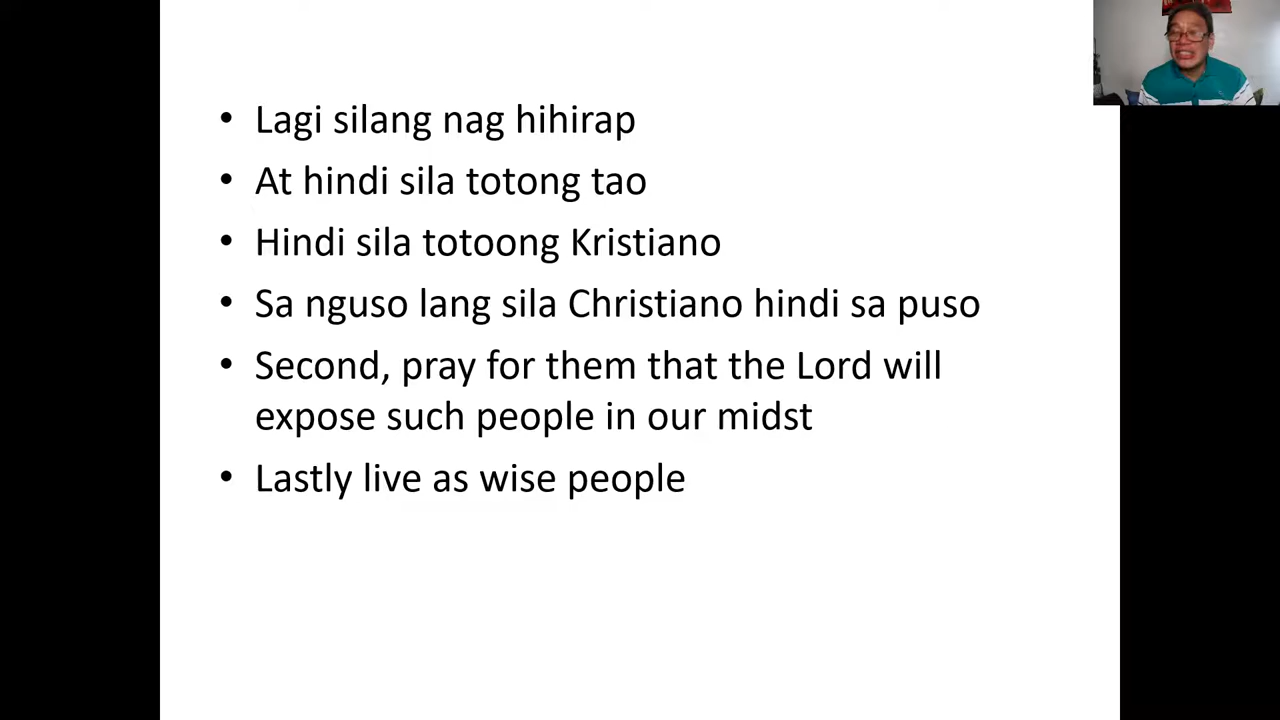 • Lagi silang nag hihirap
• At hindi sila totong tao
• Hindi sila totoong Kristiano
• Sa nguso lang sila Christiano hindi sa puso
• Second, pray for them that the Lord will
expose such people in our midst
• Lastly live as wise people